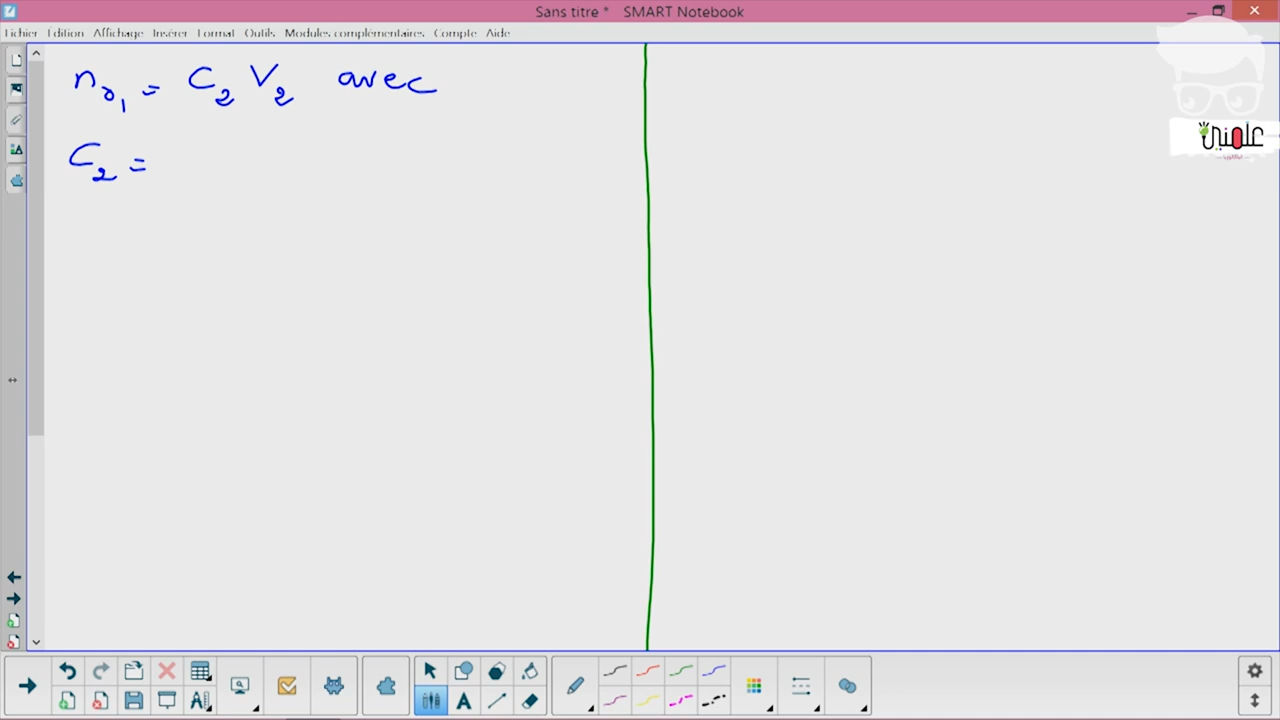 Sans titre * SMART Notebook
Fichier Édition Affichage Insérer Format Outils Modules complémentaires Compte Aide
n₀₁ = C₂ V₂ avec
C₂ =
علمني